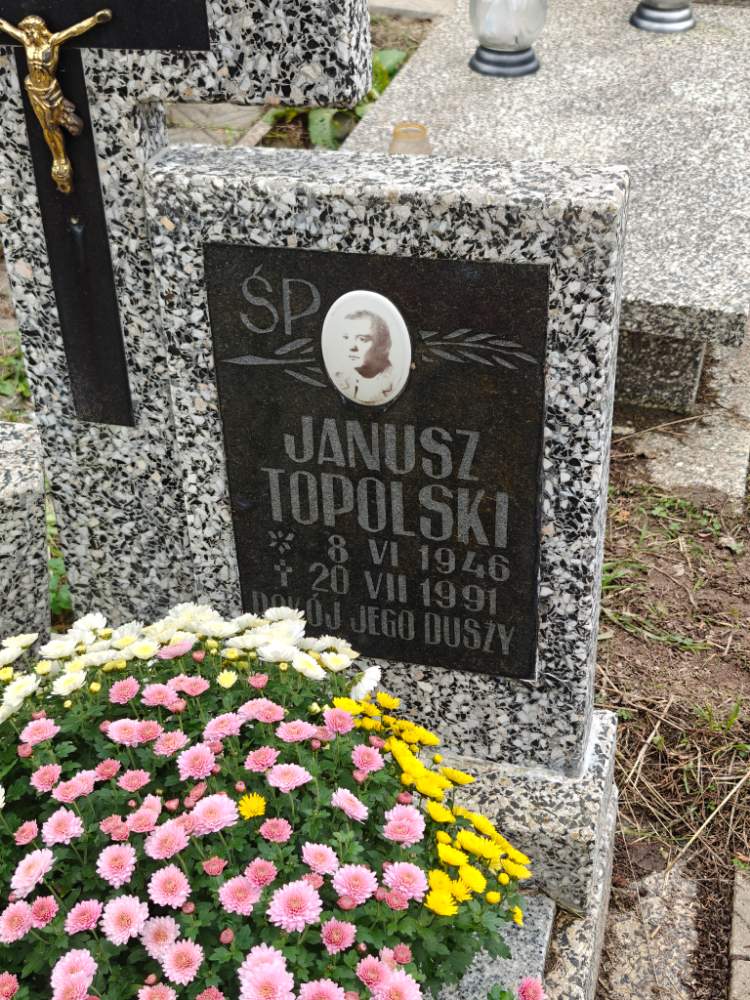 ŚP
JANUSZ
TOPOLSKI
* 8 VI 1946
✝ 20 VII 1991
POKÓJ JEGO DUSZY